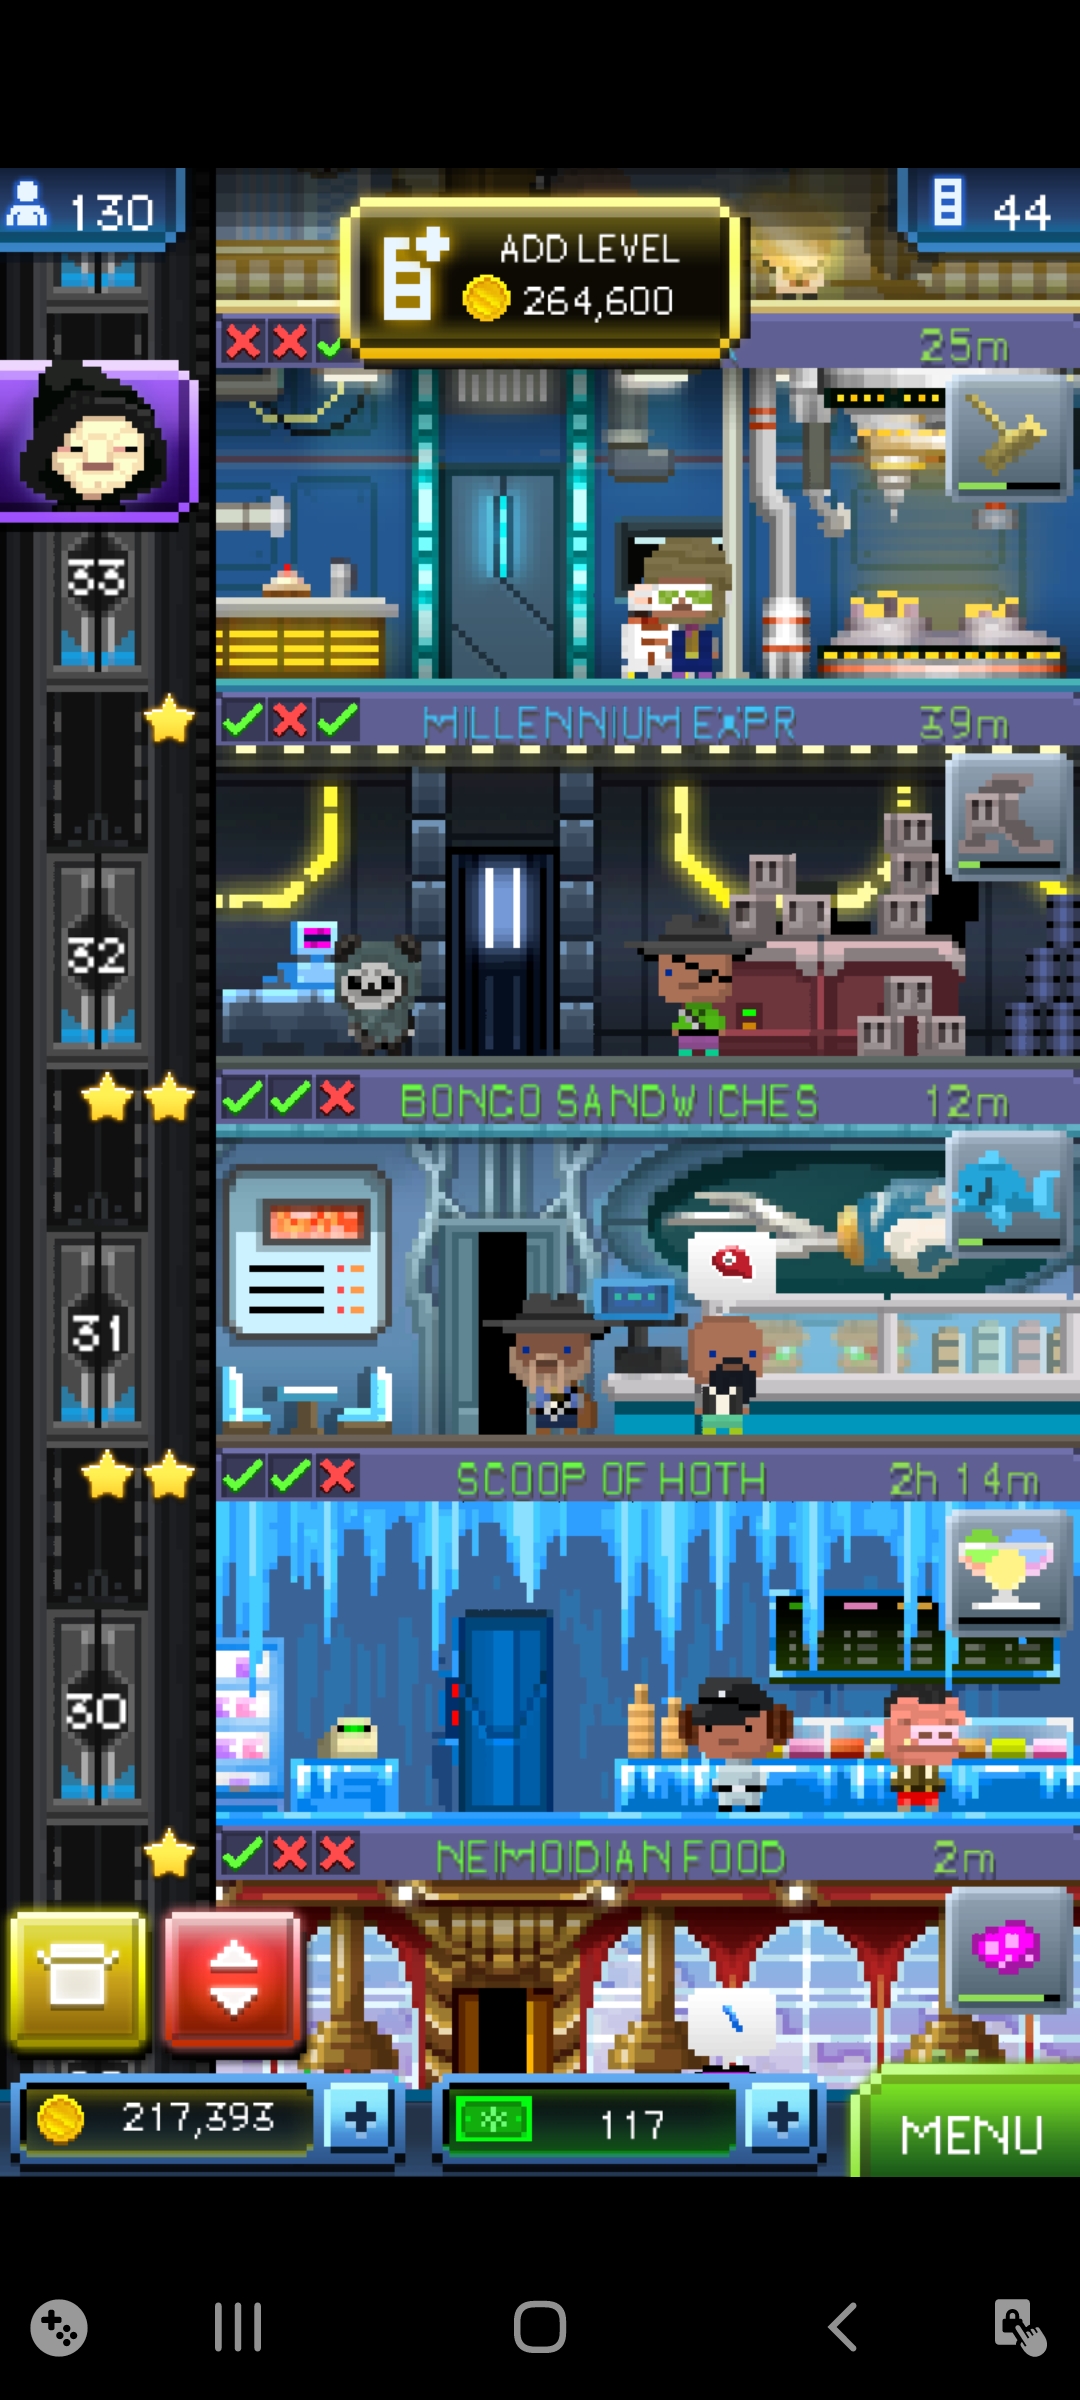 130
ADD LEVEL
264,600
44
25m
33
MILLENNIUM EXPR
39m
32
BONGO SANDWICHES
12m
31
SCOOP OF HOTH
2h 14m
30
NEIMOIDIAN FOOD
2m
217,393
117
MENU